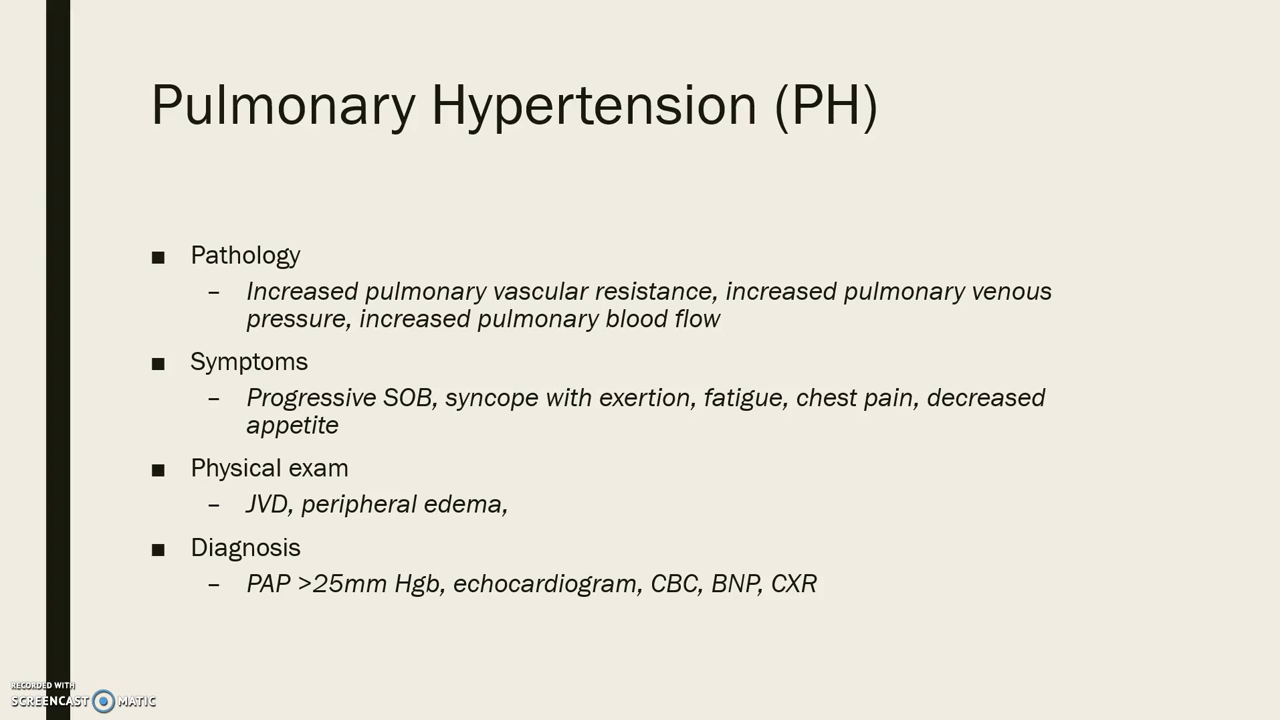 Pulmonary Hypertension (PH)
■ Pathology
– Increased pulmonary vascular resistance, increased pulmonary venous
pressure, increased pulmonary blood flow
■ Symptoms
– Progressive SOB, syncope with exertion, fatigue, chest pain, decreased
appetite
■ Physical exam
– JVD, peripheral edema,
■ Diagnosis
– PAP >25mm Hgb, echocardiogram, CBC, BNP, CXR
RECORDED WITH
SCREENCAST MATIC